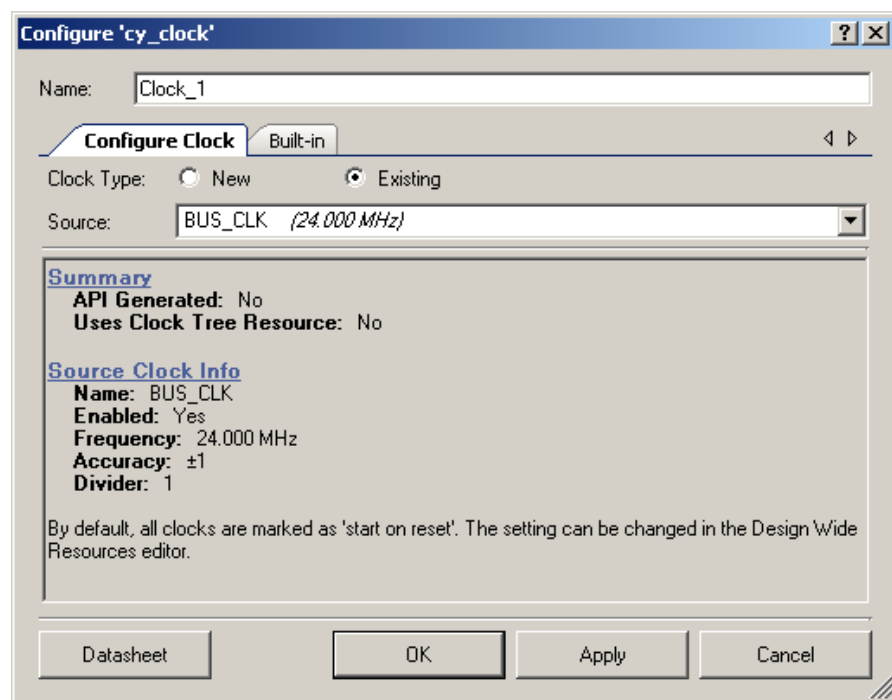 Configure 'cy_clock'
Name: Clock_1
Configure Clock Built-in
Clock Type: New Existing
Source: BUS_CLK (24.000 MHz)
Summary
API Generated: No
Uses Clock Tree Resource: No
Source Clock Info
Name: BUS_CLK
Enabled: Yes
Frequency: 24.000 MHz
Accuracy: ±1
Divider: 1
By default, all clocks are marked as 'start on reset'. The setting can be changed in the Design Wide
Resources editor.
Datasheet OK Apply Cancel